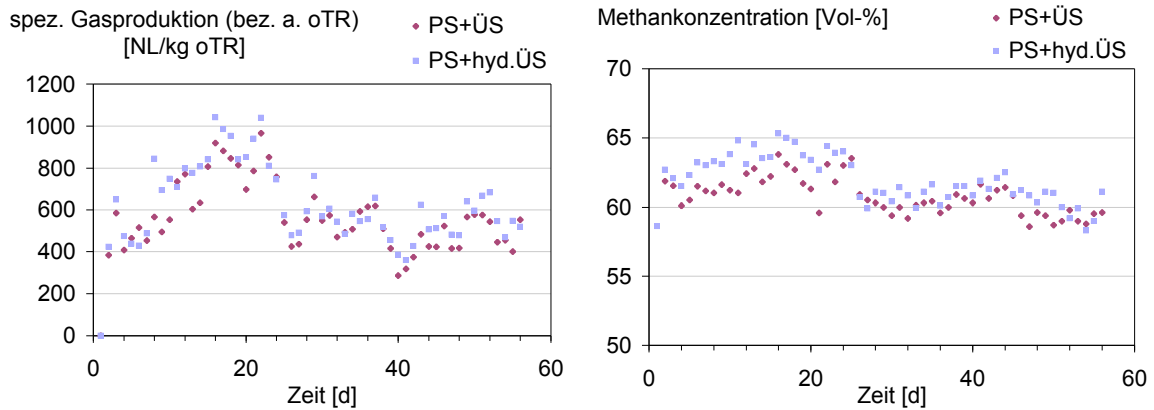 spez. Gasproduktion (bez. a. oTR)
[NL/kg oTR]
PS+ÜS
PS+hyd.ÜS
1200
1000
800
600
400
200
0
0 20 40 60
Zeit [d]
Methankonzentration [Vol-%]
PS+ÜS
PS+hyd.ÜS
70
65
60
55
50
0 20 40 60
Zeit [d]